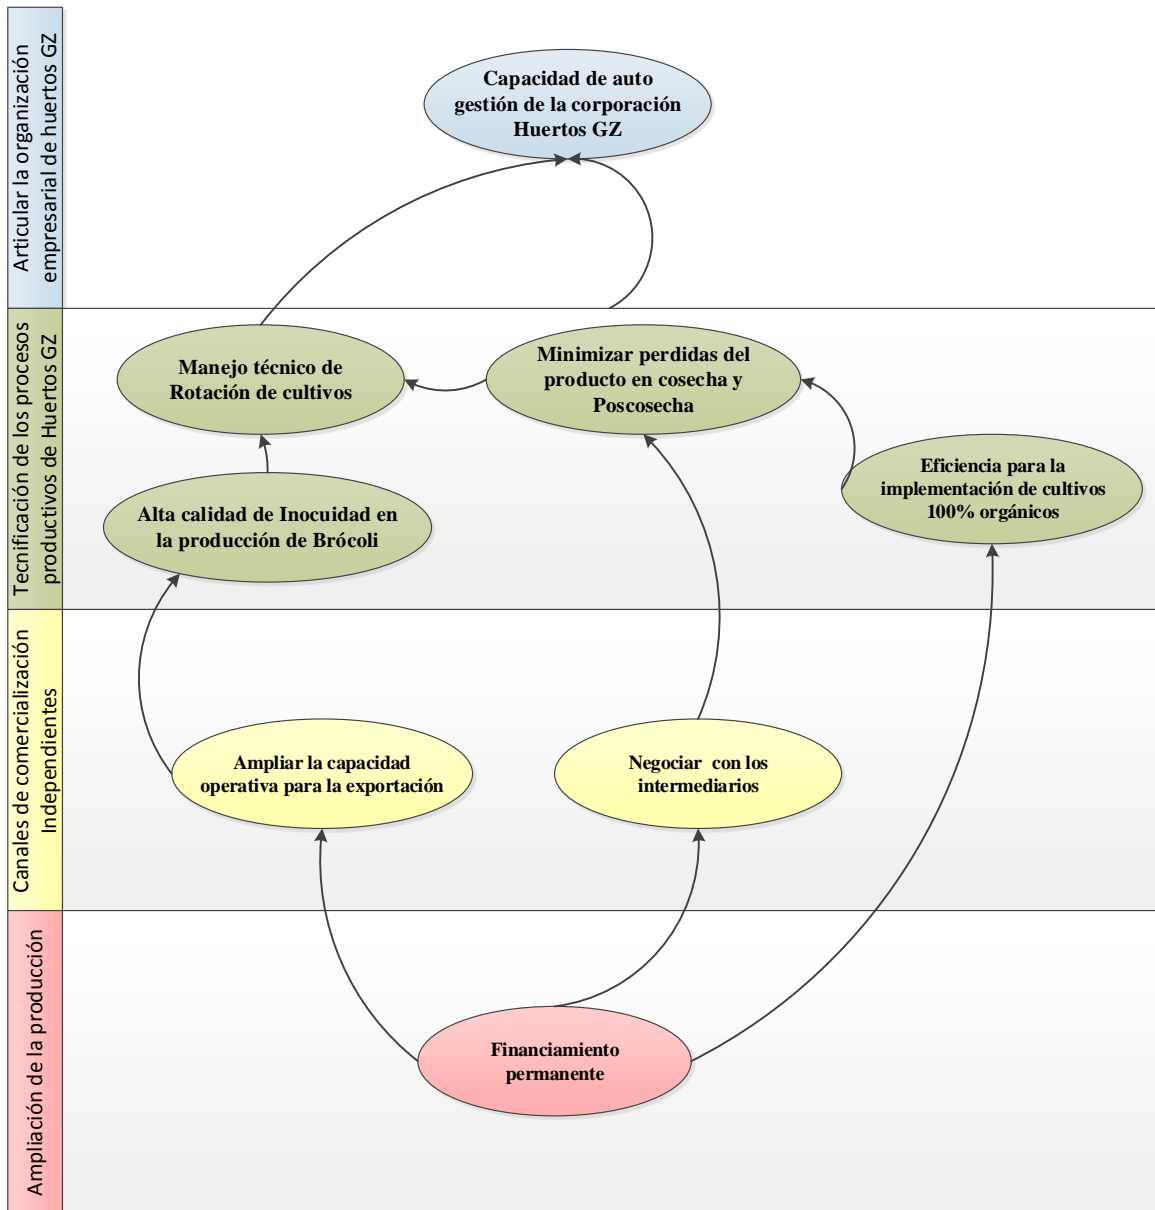 Articular la organización
empresarial de huertos GZ
Capacidad de auto
gestión de la corporación
Huertos GZ
Tecnificación de los procesos
productivos de Huertos GZ
Manejo técnico de
Rotación de cultivos
Minimizar perdidas del
producto en cosecha y
Poscosecha
Eficiencia para la
implementación de cultivos
100% orgánicos
Alta calidad de Inocuidad en
la producción de Brócoli
Canales de comercialización
Independientes
Ampliar la capacidad
operativa para la exportación
Negociar con los
intermediarios
Ampliación de la producción
Financiamiento
permanente